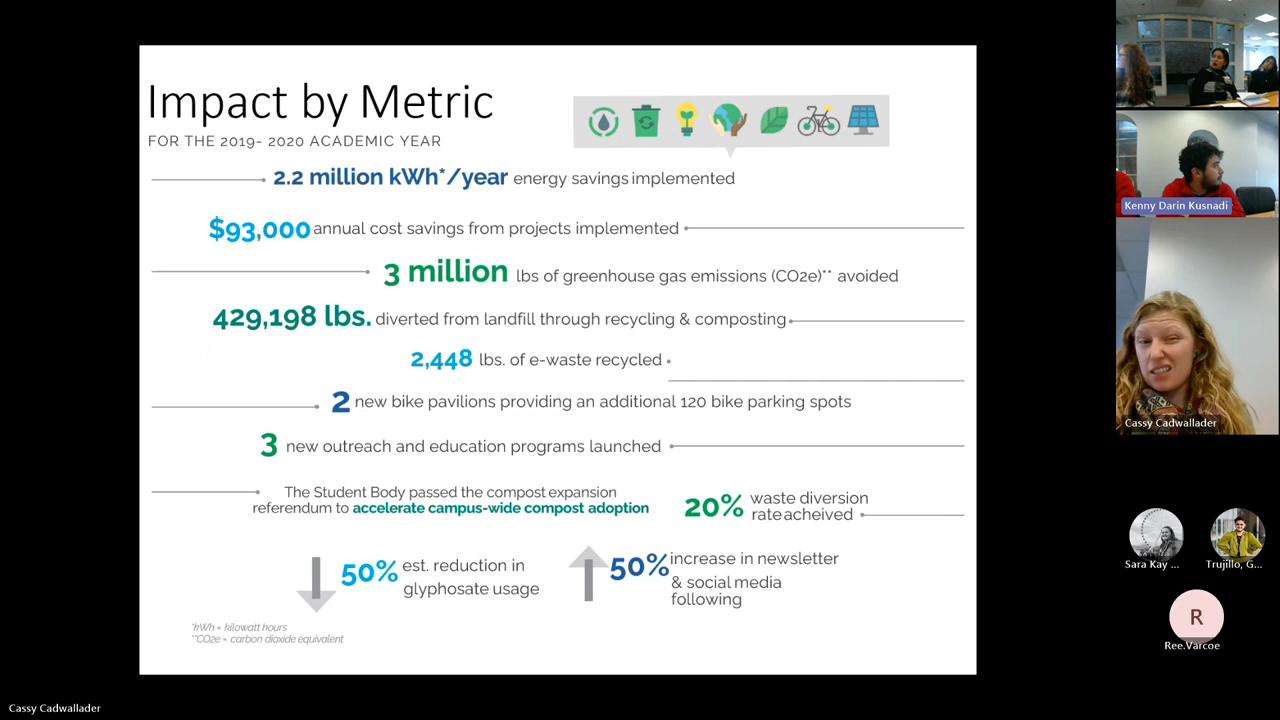 Impact by Metric
FOR THE 2019- 2020 ACADEMIC YEAR
2.2 million kWh*/year energy savings implemented
$93,000 annual cost savings from projects implemented
3 million lbs of greenhouse gas emissions (CO2e)** avoided
429,198 lbs. diverted from landfill through recycling & composting
2,448 lbs. of e-waste recycled
2 new bike pavilions providing an additional 120 bike parking spots
3 new outreach and education programs launched
The Student Body passed the compost expansion
referendum to accelerate campus-wide compost adoption
20% waste diversion
rate acheived
50% est. reduction in
glyphosate usage
50% increase in newsletter
& social media
following
*kWh = kilowatt hours
**CO2e = carbon dioxide equivalent
Kenny Darin Kusnadi
Cassy Cadwallader
Sara Kay ...
Trujillo, G...
R
Ree.Varcoe
Cassy Cadwallader